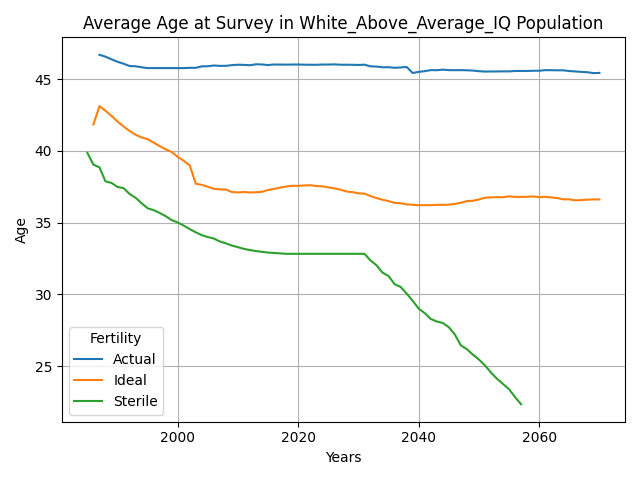 Average Age at Survey in White_Above_Average_IQ Population
Age
45
40
35
30
25
Fertility
Actual
Ideal
Sterile
2000
2020
2040
2060
Years